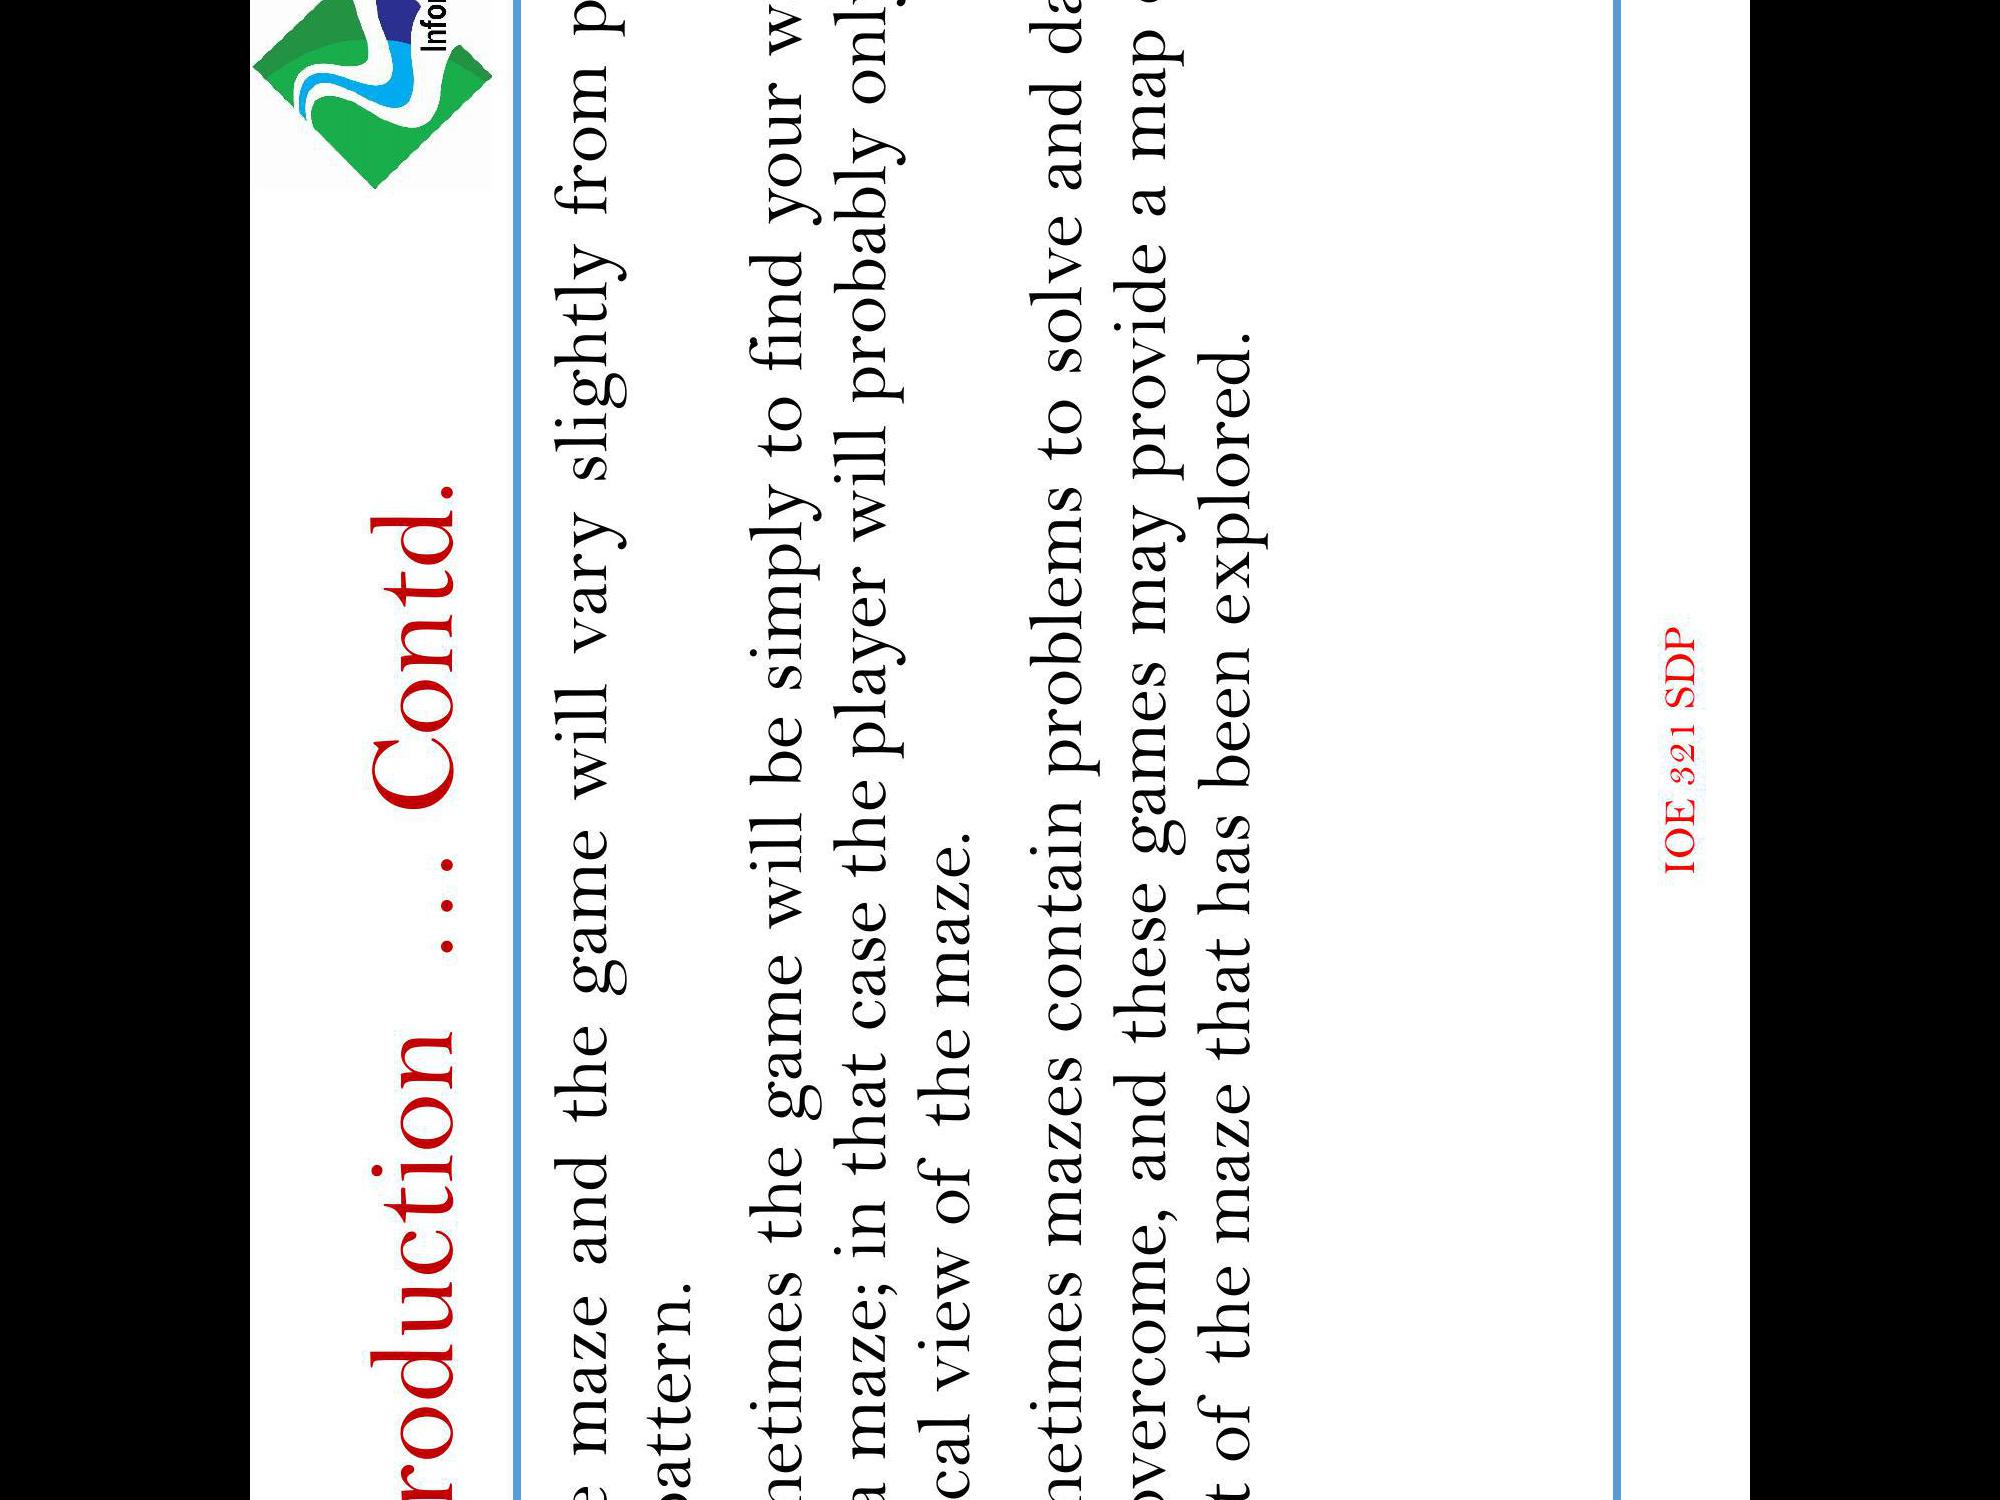 Infor
roduction … Contd.
e maze and the game will vary slightly from p
pattern.
netimes the game will be simply to find your w
a maze; in that case the player will probably only
cal view of the maze.
netimes mazes contain problems to solve and da
overcome, and these games may provide a map
t of the maze that has been explored.
IOE 321 SDP